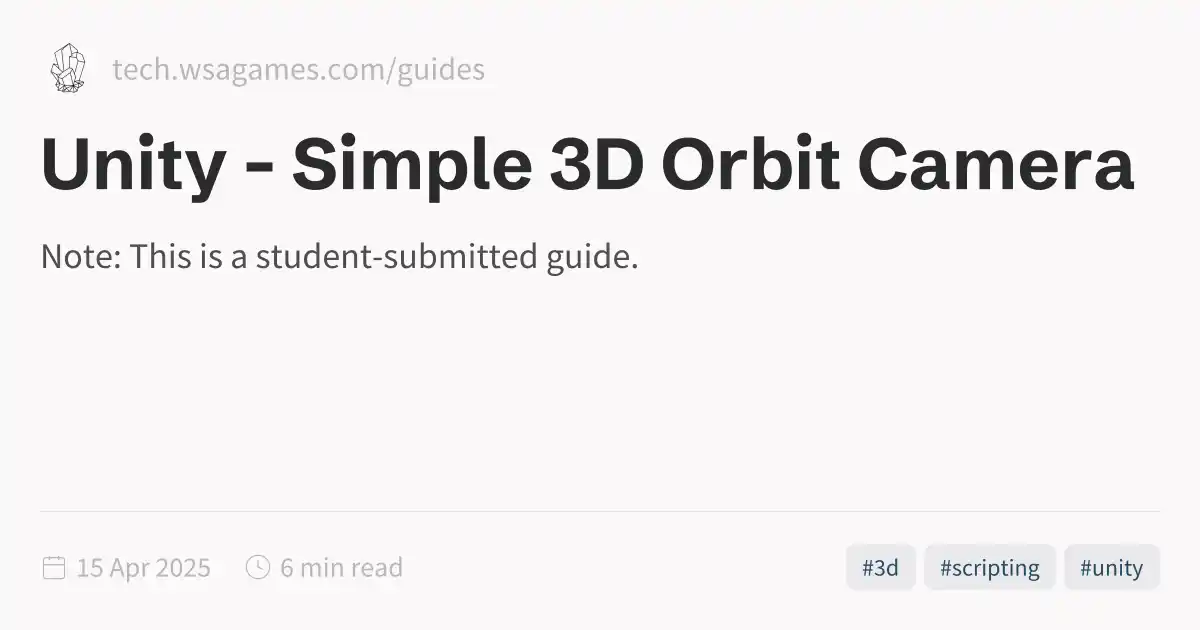 tech.wsagames.com/guides
Unity - Simple 3D Orbit Camera
Note: This is a student-submitted guide.
15 Apr 2025 6 min read #3d #scripting #unity